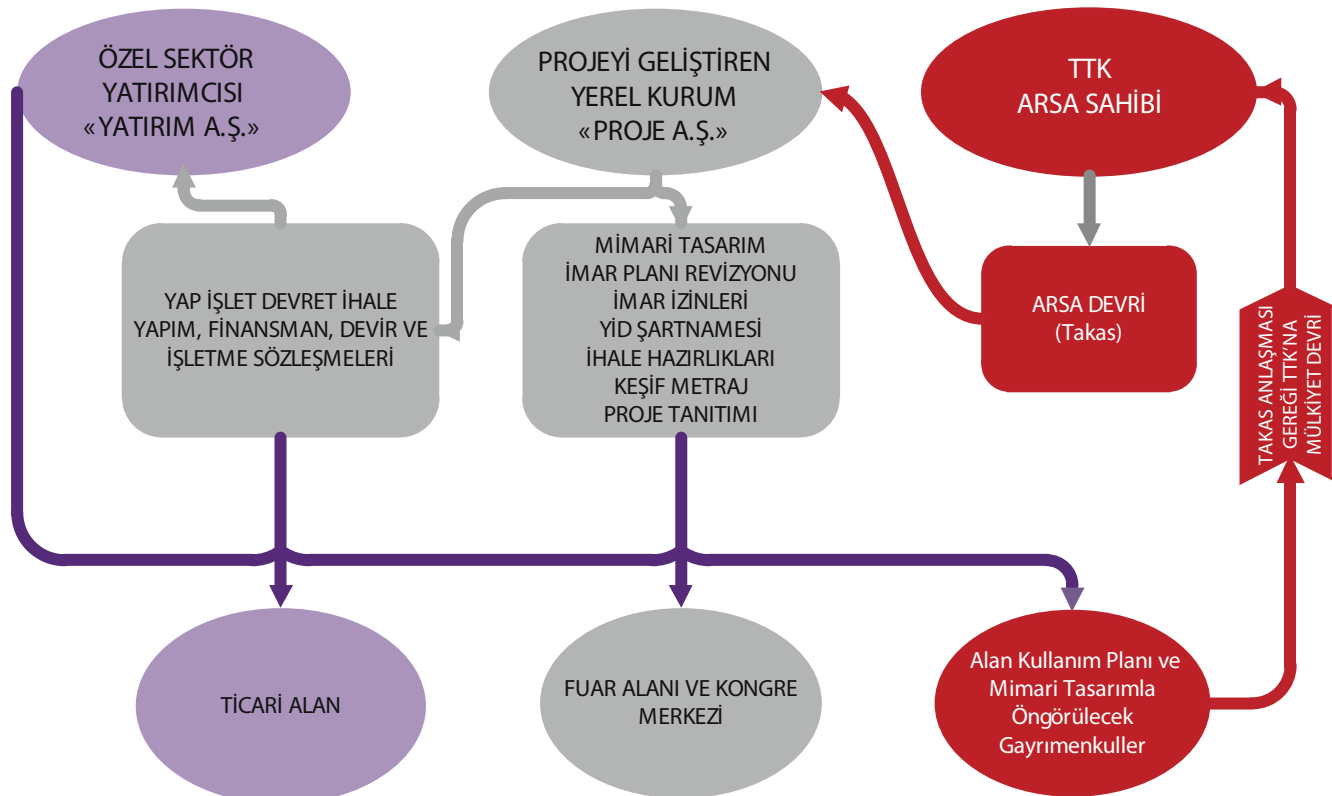 ÖZEL SEKTÖR
YATIRIMCISI
«YATIRIM A.Ş.»
PROJEYİ GELİŞTİREN
YEREL KURUM
«PROJE A.Ş.»
TTK
ARSA SAHİBİ
YAP İŞLET DEVRET İHALE
YAPIM, FİNANSMAN, DEVİR VE
İŞLETME SÖZLEŞMELERİ
MİMARİ TASARIM
İMAR PLANI REVİZYONU
İMAR İZİNLERİ
YİD ŞARTNAMESİ
İHALE HAZIRLIKLARI
KEŞİF METRAJ
PROJE TANITIMI
ARSA DEVRİ
(Takas)
TAKAS ANLAŞMASI
GEREĞİ TTK'NA
MÜLKİYET DEVRİ
TİCARİ ALAN
FUAR ALANI VE KONGRE
MERKEZİ
Alan Kullanım Planı ve
Mimari Tasarımla
Öngörülecek
Gayrımenkuller